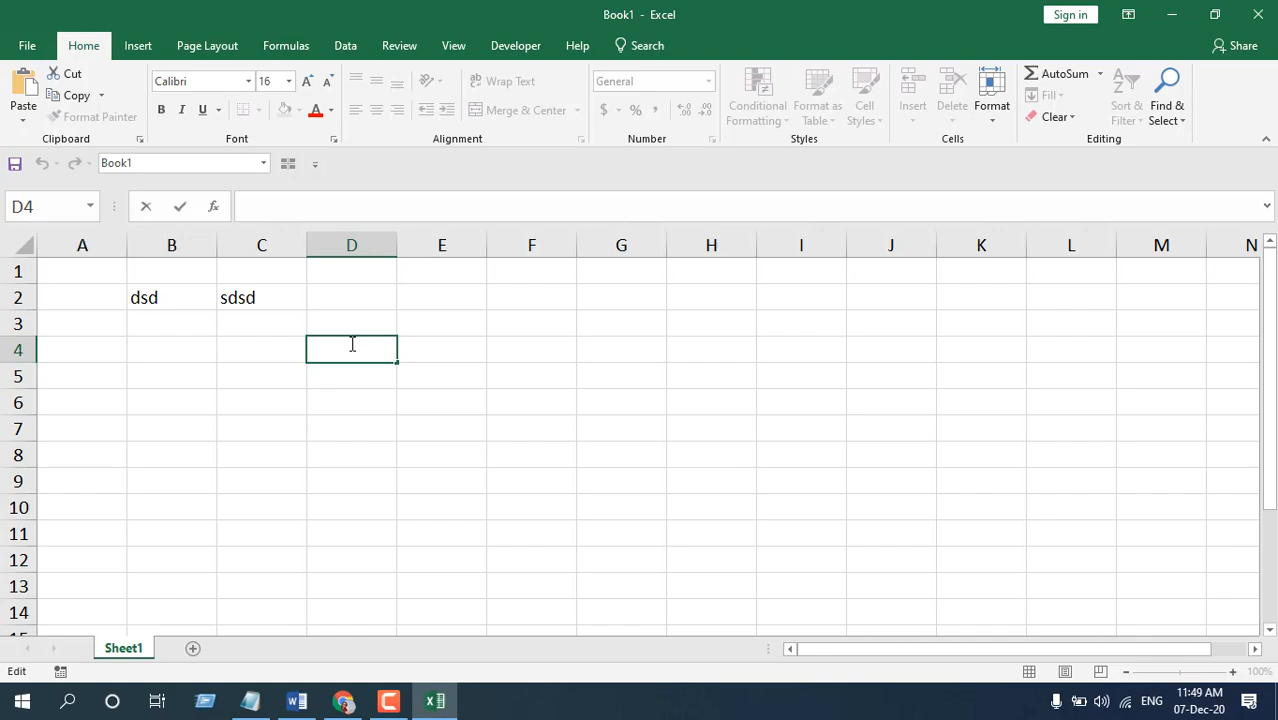 Book1 - Excel
Sign in
File Home Insert Page Layout Formulas Data Review View Developer Help Search Share
Paste
Cut
Copy
Format Painter
Clipboard
Calibri 16
B I U
Font
Wrap Text
Merge & Center
Alignment
General
$ % ,
Number
Conditional Formatting
Format as Table
Cell Styles
Styles
Insert
Delete
Format
Cells
AutoSum
Fill
Clear
Sort & Filter
Find & Select
Editing
Book1
D4
fx
A B C D E F G H I J K L M N
1
2 dsd sdsd
3
4
5
6
7
8
9
10
11
12
13
14
15
Sheet1
Edit
100%
ENG
11:49 AM
07-Dec-20